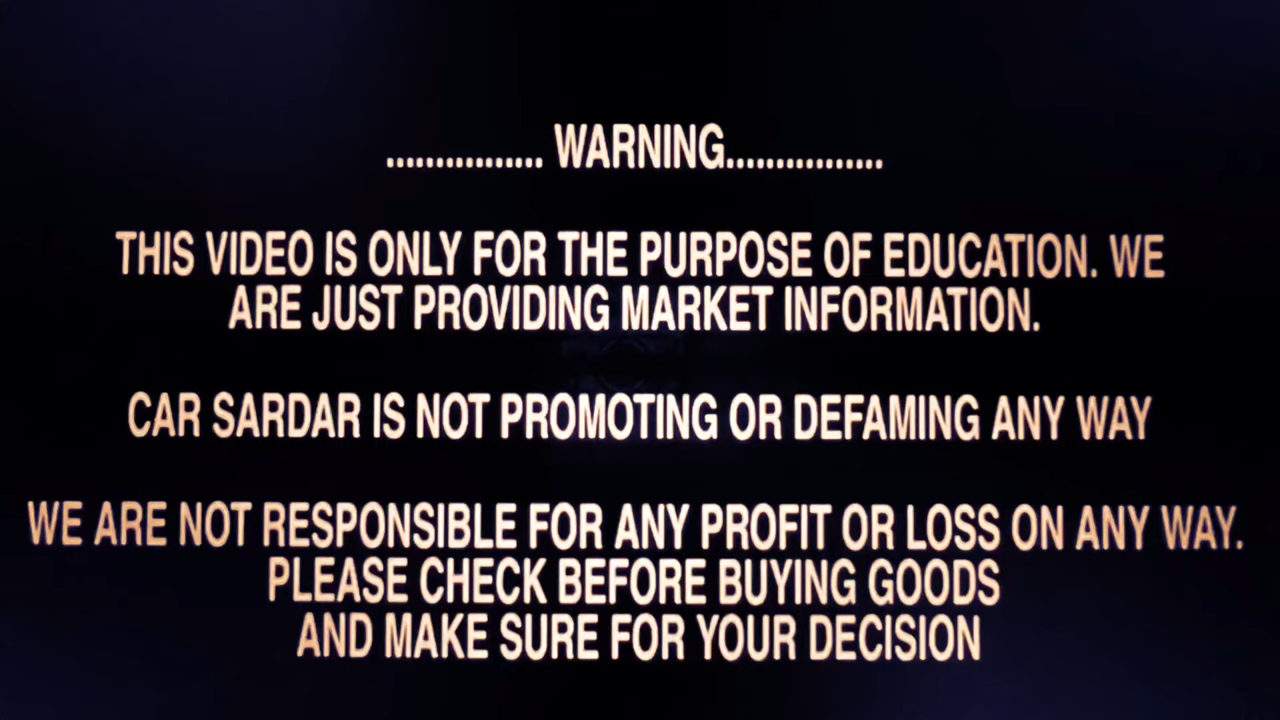 ................ WARNING................
THIS VIDEO IS ONLY FOR THE PURPOSE OF EDUCATION. WE
ARE JUST PROVIDING MARKET INFORMATION.
CAR SARDAR IS NOT PROMOTING OR DEFAMING ANY WAY
WE ARE NOT RESPONSIBLE FOR ANY PROFIT OR LOSS ON ANY WAY.
PLEASE CHECK BEFORE BUYING GOODS
AND MAKE SURE FOR YOUR DECISION